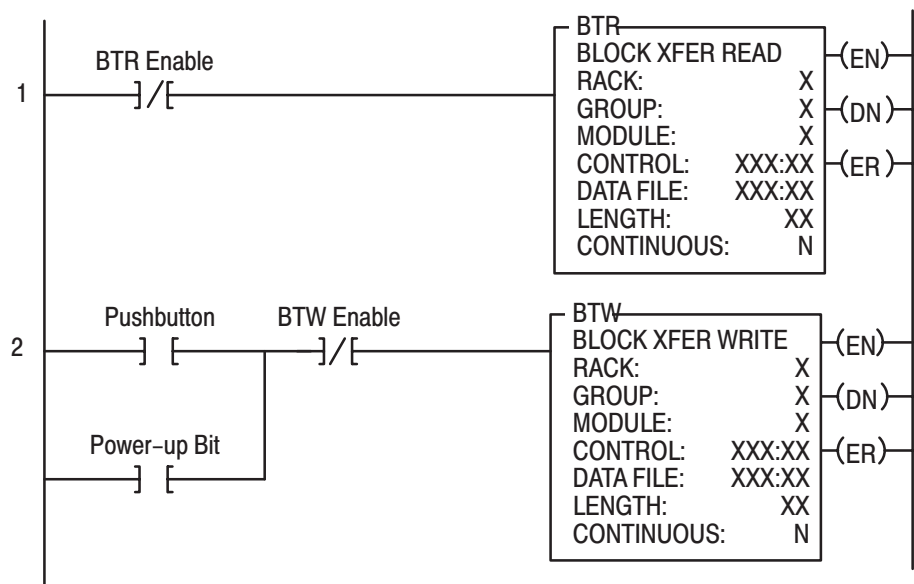 BTR
BLOCK XFER READ
RACK: X
GROUP: X
MODULE: X
CONTROL: XXX:XX
DATA FILE: XXX:XX
LENGTH: XX
CONTINUOUS: N
(EN)
(DN)
(ER)
BTR Enable
1
Pushbutton
BTW Enable
2
Power-up Bit
BTW
BLOCK XFER WRITE
RACK: X
GROUP: X
MODULE: X
CONTROL: XXX:XX
DATA FILE: XXX:XX
LENGTH: XX
CONTINUOUS: N
(EN)
(DN)
(ER)